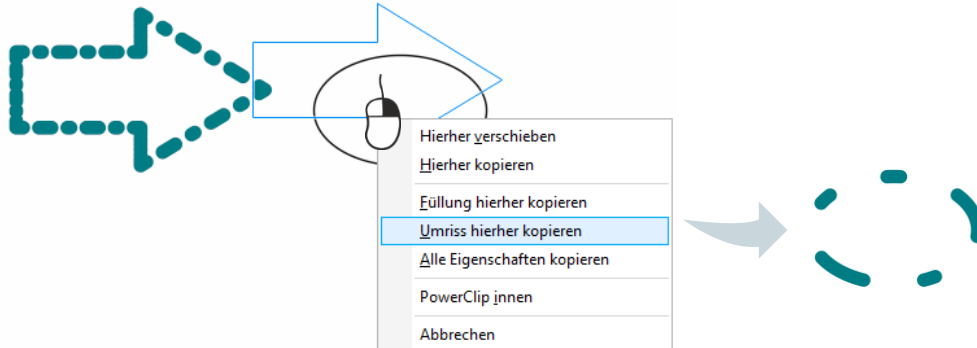 Hierher verschieben
Hierher kopieren
Füllung hierher kopieren
Umriss hierher kopieren
Alle Eigenschaften kopieren
PowerClip innen
Abbrechen